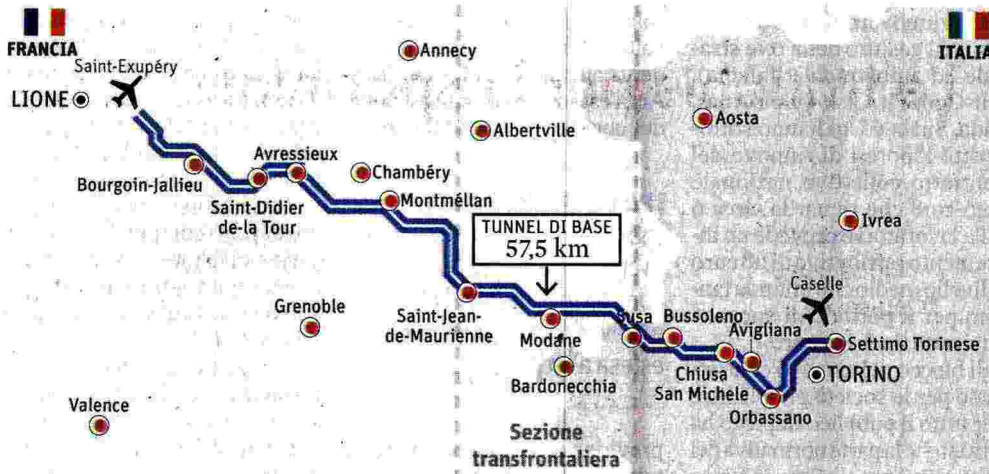 FRANCIA
ITALIA
Saint-Exupéry
LIONE
Annecy
Albertville
Aosta
Bourgoin-Jallieu
Avressieux
Chambéry
Saint-Didier
de-la Tour
Montméllan
TUNNEL DI BASE
57,5 km
Ivrea
Grenoble
Saint-Jean-
de-Maurienne
Modane
Bardonecchia
Susa
Bussoleno
Avigliana
Caselle
Settimo Torinese
Chiusa
San Michele
TORINO
Orbassano
Valence
Sezione
transfrontaliera